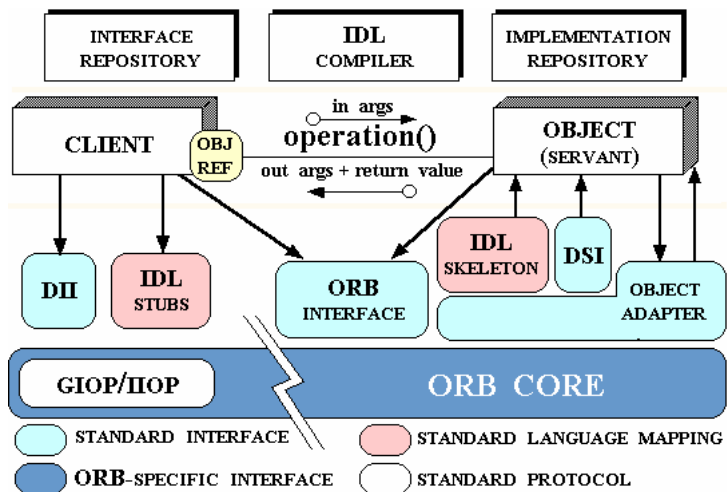 INTERFACE
REPOSITORY
IDL
COMPILER
IMPLEMENTATION
REPOSITORY
in args
operation()
out args + return value
CLIENT
OBJ
REF
OBJECT
(SERVANT)
DII
IDL
STUBS
ORB
INTERFACE
IDL
SKELETON
DSI
OBJECT
ADAPTER
GIOP/IIOP
ORB CORE
STANDARD INTERFACE
STANDARD LANGUAGE MAPPING
ORB-SPECIFIC INTERFACE
STANDARD PROTOCOL